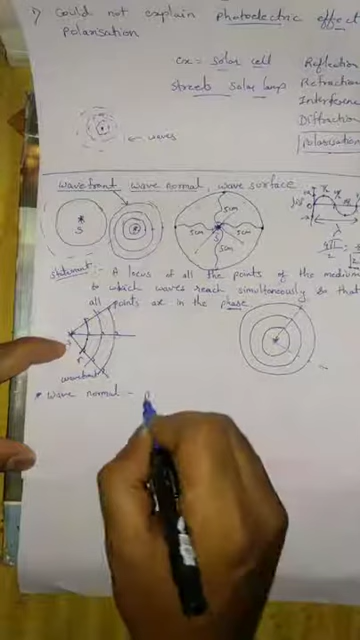 1) Could not explain photoelectric effect
Polarisation
ex = solar cell
street solar lamps
Reflection
Refraction
Interference
Diffraction
Polarisation
on waves
wavefront wave normal, wave surface
S
5cm
5cm 5cm
5cm
S
λ
statement :- A locus of all the points of the medium
to which waves reach simultaneously so that
all points are in the phase
S
r
wavefront
* Wave normal -